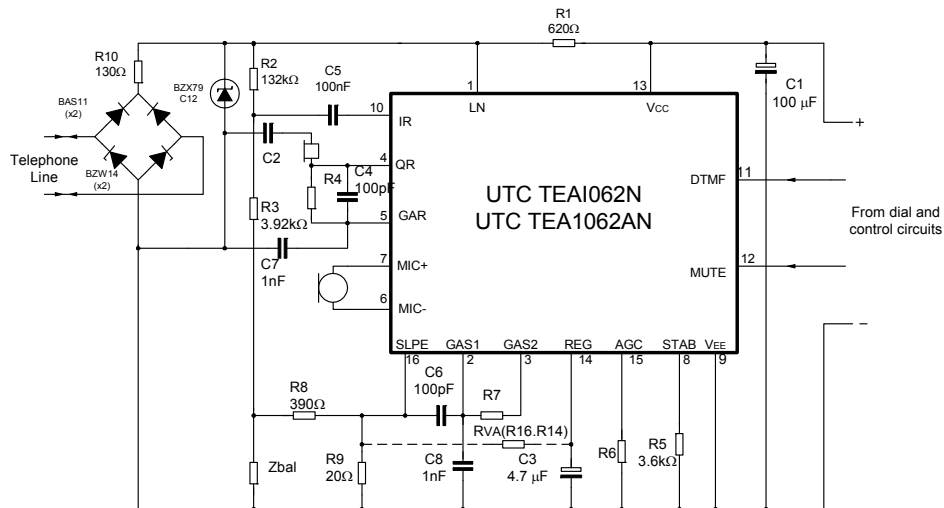 R1
620Ω
R10
130Ω
BZX79
C12
R2
132kΩ
C5
100nF
BAS11
(x2)
10
IR
1
LN
13
Vcc
C1
100 μF
+
Telephone
Line
BZW14
(x2)
C2
4
QR
R4
C4
100pF
UTC TEAI062N
UTC TEA1062AN
DTMF
11
From dial and
control circuits
R3
3.92kΩ
5
GAR
C7
1nF
7
MIC+
6
MIC-
MUTE
12
SLPE
GAS1
GAS2
REG
AGC
STAB
VEE
16
2
3
14
15
8
9
–
C6
100pF
R7
R8
390Ω
RVA(R16.R14)
Zbal
R9
20Ω
C8
1nF
C3
4.7 μF
R6
R5
3.6kΩ